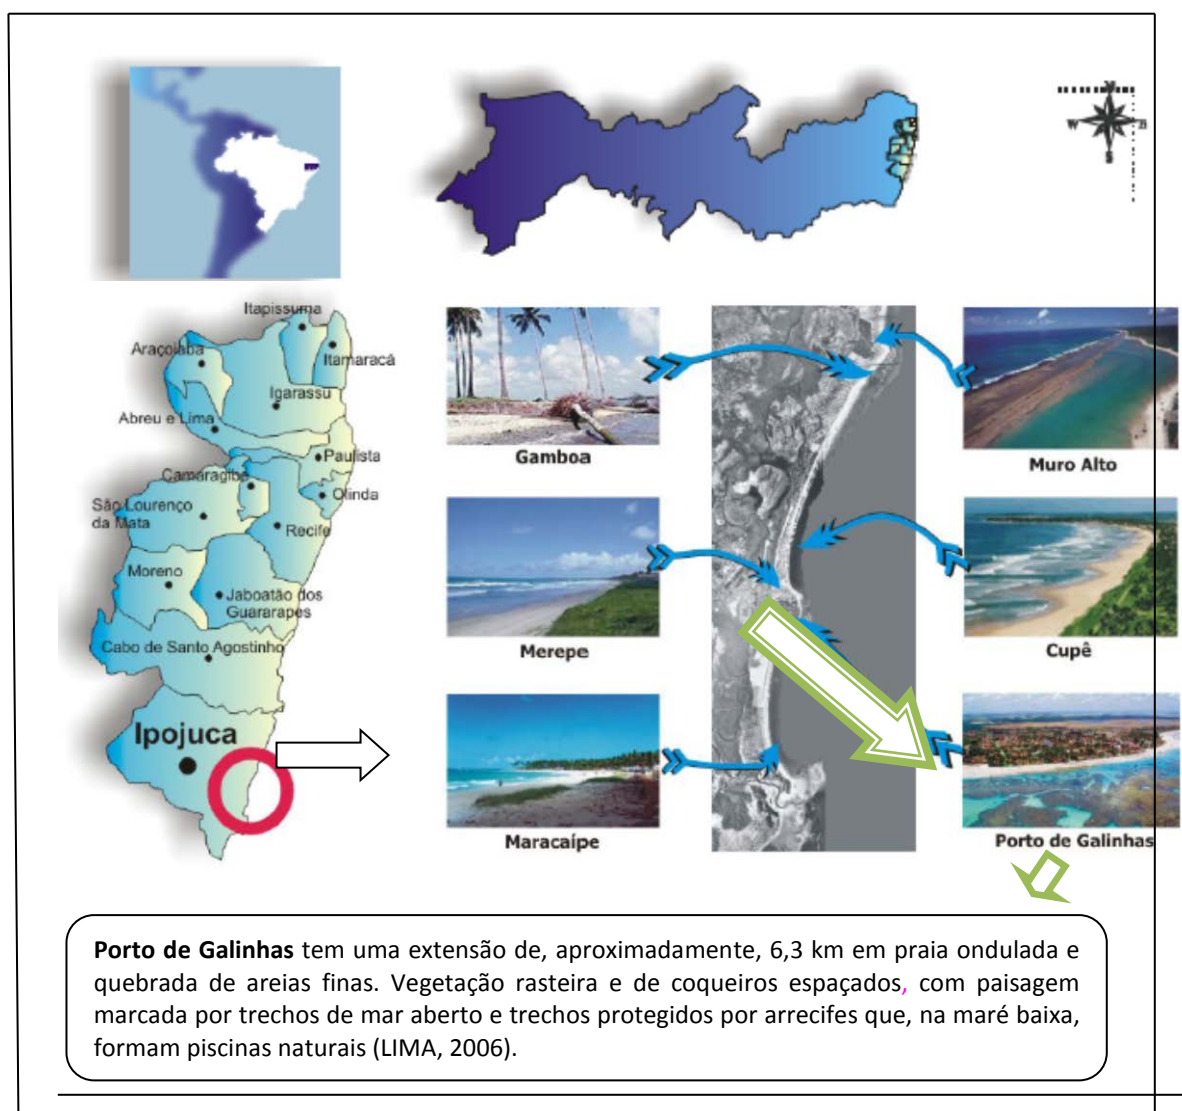 N
W
S
Itapissuma
Araçoiaba
Itamaracá
Igarassu
Abreu e Lima
Paulista
Camaragibe
Olinda
São Lourenço
da Mata
Recife
Moreno
Jaboatão dos
Guararapes
Cabo de Santo Agostinho
Ipojuca
Gamboa
Muro Alto
Merepe
Cupê
Maracaípe
Porto de Galinhas
Porto de Galinhas tem uma extensão de, aproximadamente, 6,3 km em praia ondulada e
quebrada de areias finas. Vegetação rasteira e de coqueiros espaçados, com paisagem
marcada por trechos de mar aberto e trechos protegidos por arrecifes que, na maré baixa,
formam piscinas naturais (LIMA, 2006).